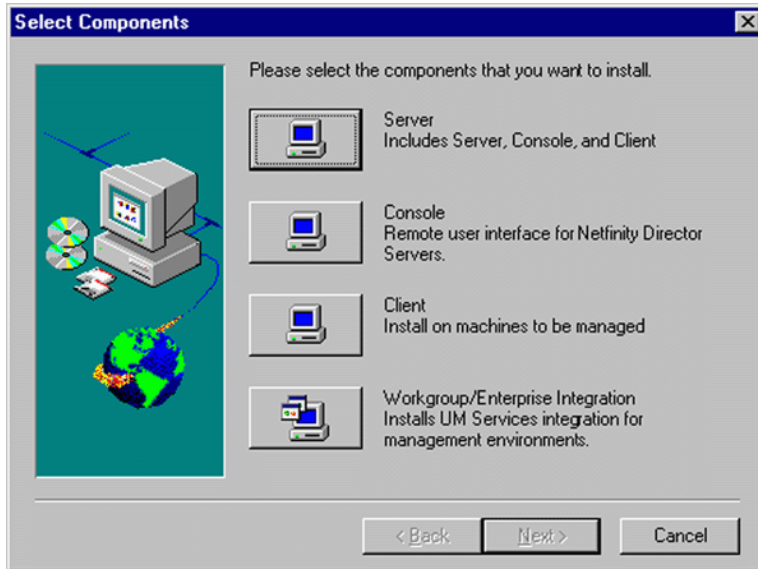 Select Components
Please select the components that you want to install.
Server
Includes Server, Console, and Client
Console
Remote user interface for Netfinity Director
Servers.
Client
Install on machines to be managed
Workgroup/Enterprise Integration
Installs UM Services integration for
management environments.
< Back
Next >
Cancel